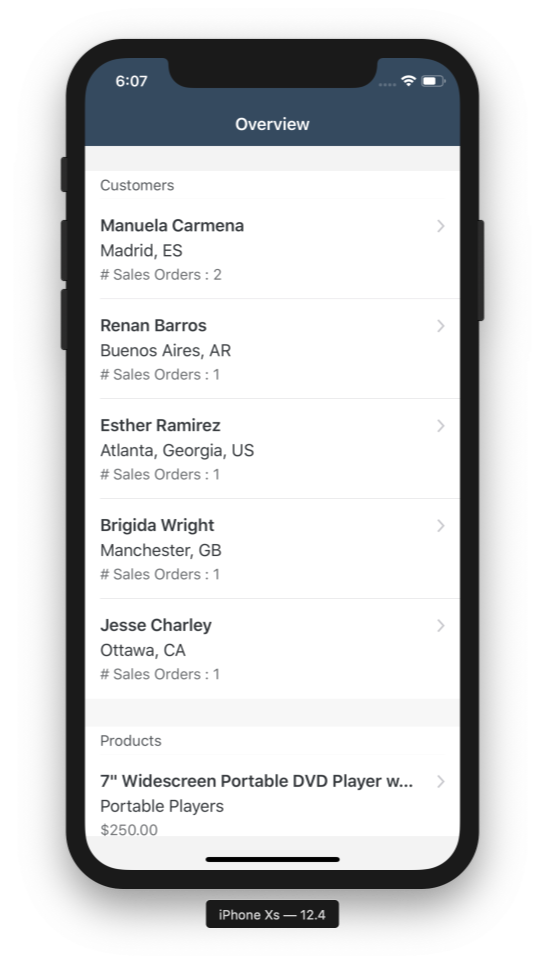 6:07
Overview
Customers
Manuela Carmena
Madrid, ES
# Sales Orders : 2
Renan Barros
Buenos Aires, AR
# Sales Orders : 1
Esther Ramirez
Atlanta, Georgia, US
# Sales Orders : 1
Brigida Wright
Manchester, GB
# Sales Orders : 1
Jesse Charley
Ottawa, CA
# Sales Orders : 1
Products
7" Widescreen Portable DVD Player w...
Portable Players
$250.00
iPhone Xs — 12.4